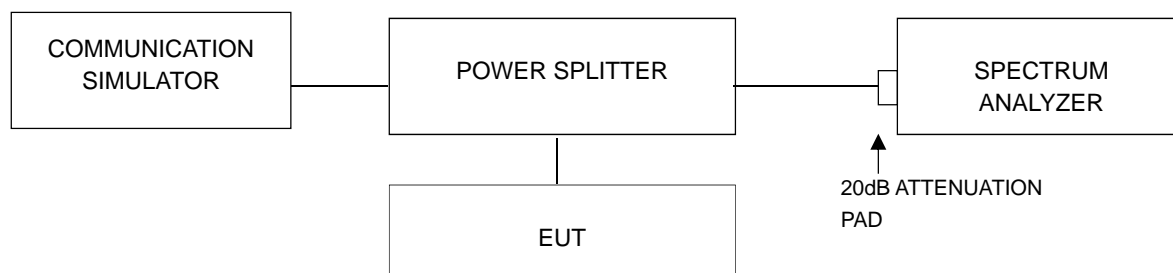 COMMUNICATION
SIMULATOR
POWER SPLITTER
SPECTRUM
ANALYZER
20dB ATTENUATION
PAD
EUT